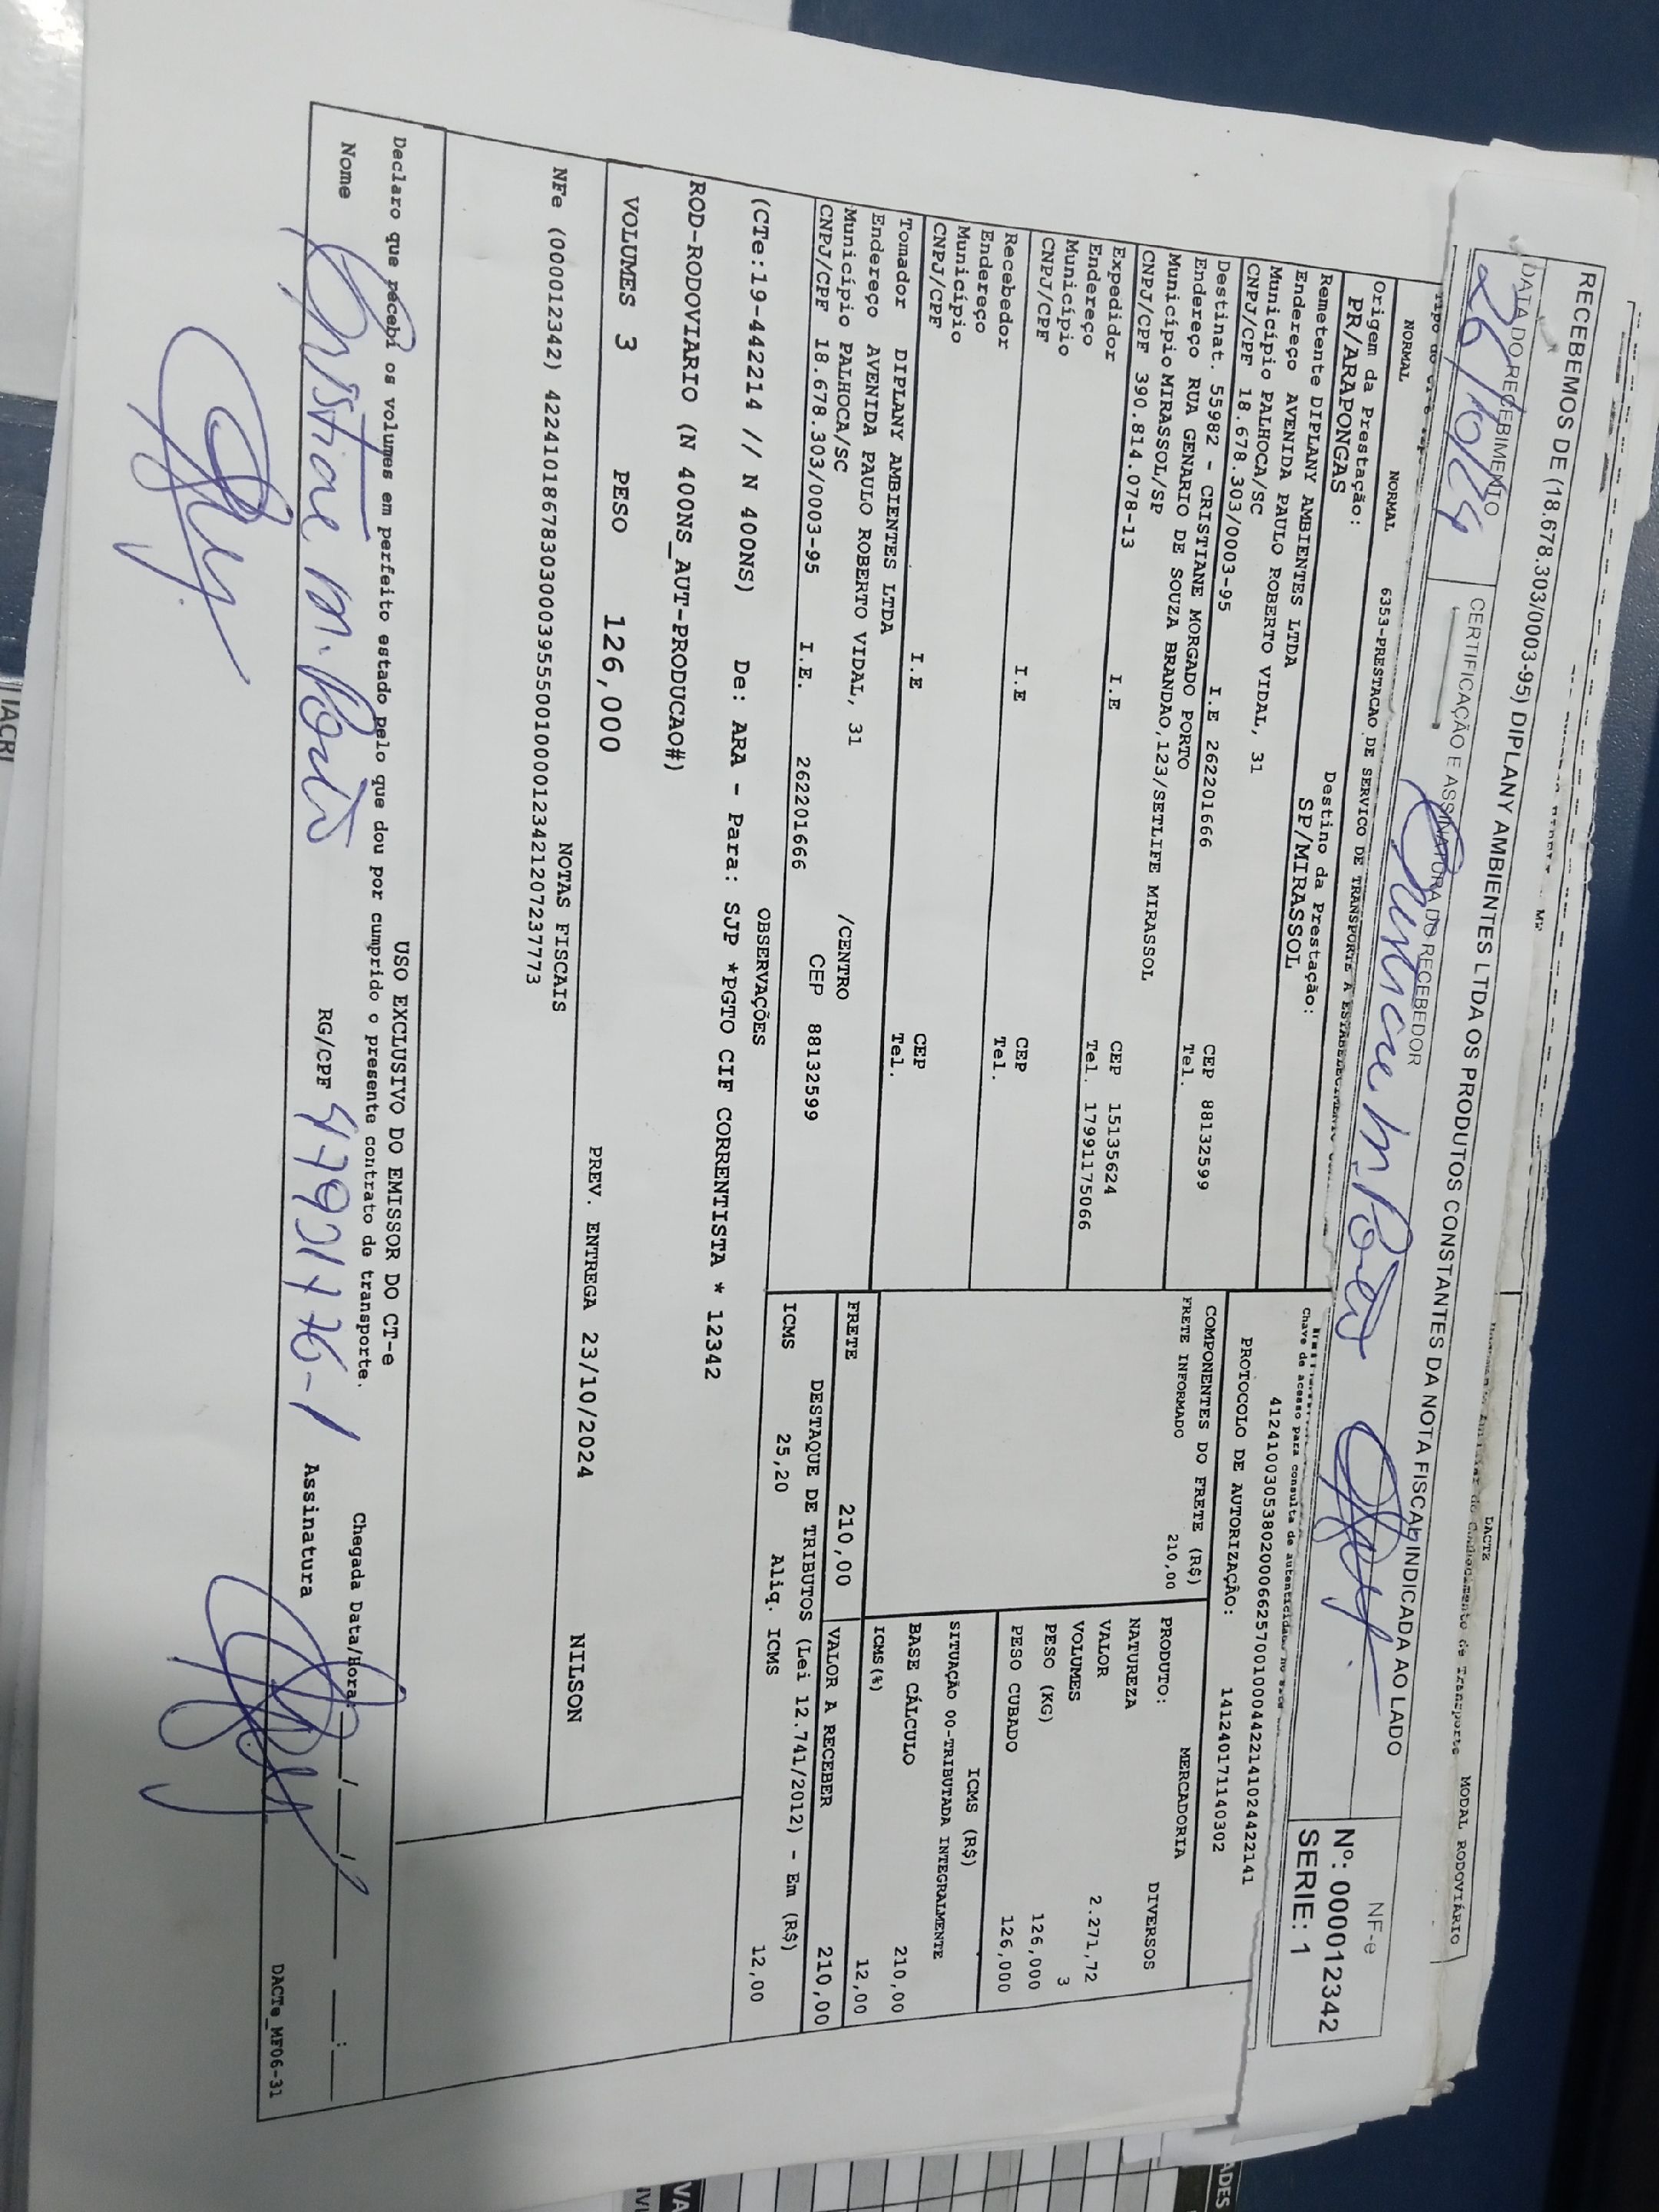 RECEBEMOS DE (18.678.303/0003-95) DIPLANY AMBIENTES LTDA OS PRODUTOS CONSTANTES DA NOTA FISCAL INDICADA AO LADO
DATA DO RECEBIMENTO
CERTIFICAÇÃO E ASSINATURA DO RECEBEDOR
26/10/24
NF-e
Nº: 000012342
SERIE: 1
DACTE
MODAL RODOVIÁRIO
NORMAL NORMAL 6353-PRESTACAO DE SERVICO DE TRANSPORTE A
Origem da Prestação:
PR/ARAPONGAS
Destino da Prestação:
SP/MIRASSOL
Chave de acesso para consulta de autenticidade no site
41241003053802000662570010004422141024422141
PROTOCOLO DE AUTORIZAÇÃO: 141240171140302
Remetente DIPLANY AMBIENTES LTDA
Endereço AVENIDA PAULO ROBERTO VIDAL, 31
Município PALHOCA/SC CEP 88132599
CNPJ/CPF 18.678.303/0003-95 I.E 262201666 Tel.
Destinat. 55982 - CRISTIANE MORGADO PORTO
Endereço RUA GENARIO DE SOUZA BRANDAO,123/SETLIFE MIRASSOL
Município MIRASSOL/SP CEP 15135624
CNPJ/CPF 390.814.078-13 I.E Tel. 17991175066
Expedidor
Endereço
Município CEP
CNPJ/CPF I.E Tel.
Recebedor
Endereço
Município CEP
CNPJ/CPF I.E Tel.
Tomador DIPLANY AMBIENTES LTDA
Endereço AVENIDA PAULO ROBERTO VIDAL, 31 /CENTRO
Município PALHOCA/SC CEP 88132599
CNPJ/CPF 18.678.303/0003-95 I.E. 262201666
COMPONENTES DO FRETE (R$)
FRETE INFORMADO 210,00
FRETE 210,00
MERCADORIA
PRODUTO: DIVERSOS
NATUREZA
VALOR 2.271,72
VOLUMES 3
PESO (KG) 126,000
PESO CUBADO 126,000
ICMS (R$)
SITUAÇÃO 00-TRIBUTADA INTEGRALMENTE
BASE CÁLCULO 210,00
ICMS(%) 12,00
VALOR A RECEBER 210,00
DESTAQUE DE TRIBUTOS (Lei 12.741/2012) - Em (R$)
ICMS 25,20 Aliq. ICMS 12,00
OBSERVAÇÕES
(CTe:19-442214 // N 400NS) De: ARA - Para: SJP *PGTO CIF CORRENTISTA * 12342
ROD-RODOVIARIO (N 400NS_AUT-PRODUCAO#)
VOLUMES 3 PESO 126,000 PREV. ENTREGA 23/10/2024 NILSON
NOTAS FISCAIS
NFe (000012342) 42241018678303000395550010000123421207237773
USO EXCLUSIVO DO EMISSOR DO CT-e
Declaro que recebi os volumes em perfeito estado pelo que dou por cumprido o presente contrato de transporte.
Chegada Data/Hora: __/__/____ __:__
Nome Cristiane M. Porto RG/CPF Assinatura
DACTe_MF06-31
IACRI